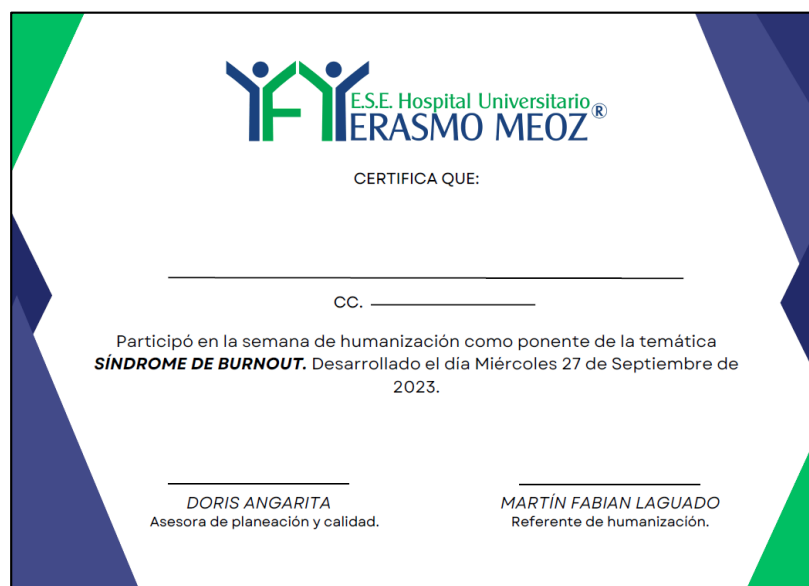 E.S.E. Hospital Universitario
ERASMO MEOZ ®
CERTIFICA QUE:
CC.
Participó en la semana de humanización como ponente de la temática
SÍNDROME DE BURNOUT. Desarrollado el día Miércoles 27 de Septiembre de
2023.
DORIS ANGARITA
Asesora de planeación y calidad.
MARTÍN FABIAN LAGUADO
Referente de humanización.